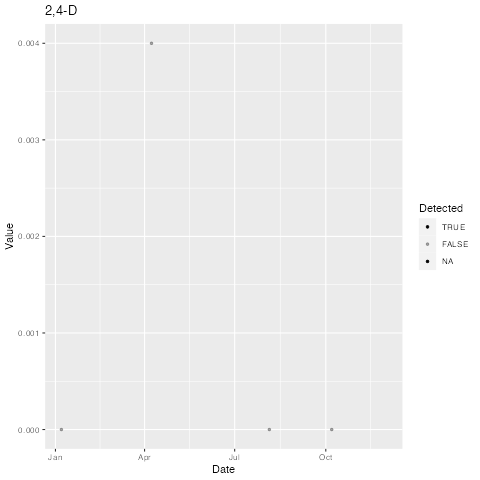 2,4-D
0.004
0.003
0.002
0.001
0.000
Value
Jan
Apr
Jul
Oct
Date
Detected
TRUE
FALSE
NA